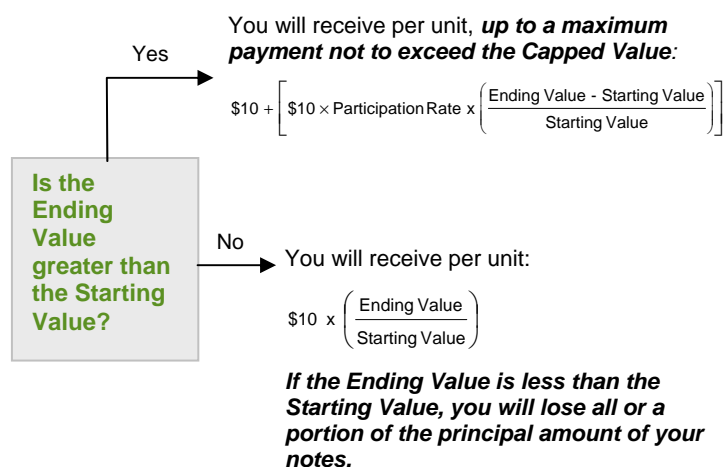 You will receive per unit, up to a maximum
payment not to exceed the Capped Value:
Yes
$10 + [$10 × Participation Rate x (Ending Value - Starting Value / Starting Value)]
Is the
Ending
Value
greater than
the Starting
Value?
No
You will receive per unit:
$10 x (Ending Value / Starting Value)
If the Ending Value is less than the
Starting Value, you will lose all or a
portion of the principal amount of your
notes.